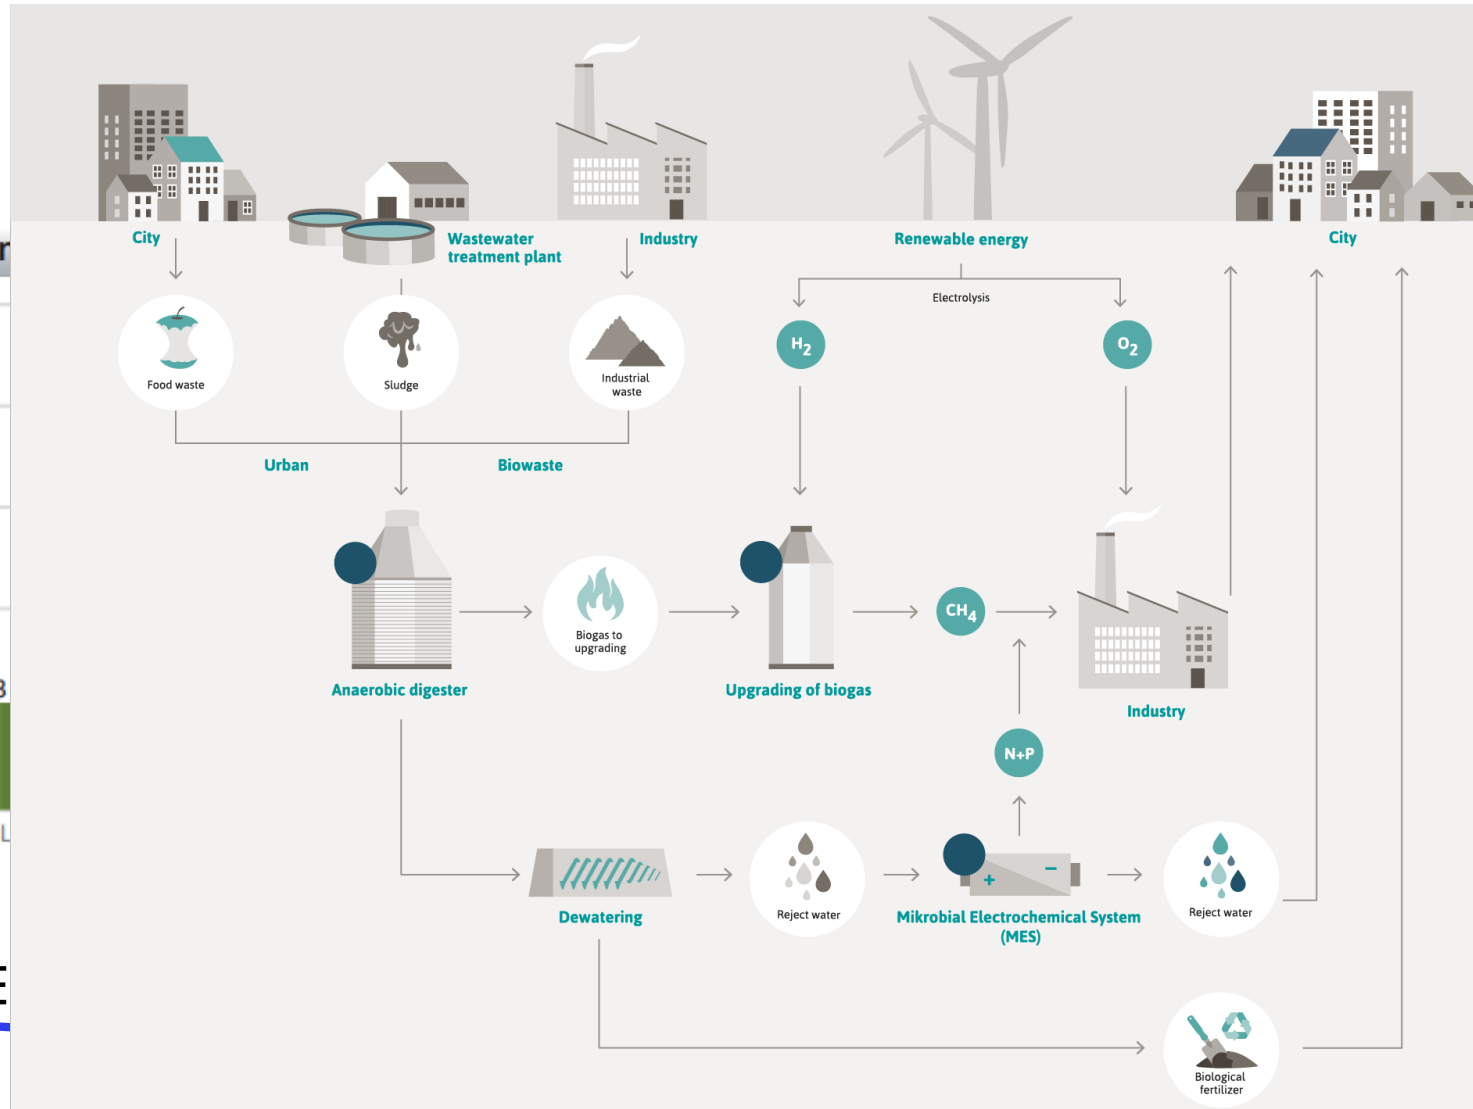 City
Wastewater
treatment plant
Industry
Renewable energy
City
Electrolysis
H2
O2
Food waste
Sludge
Industrial
waste
Urban
Biowaste
Biogas to
upgrading
CH4
Anaerobic digester
Upgrading of biogas
Industry
N+P
Reject water
+
−
Reject water
Dewatering
Mikrobial Electrochemical System
(MES)
Biological
fertilizer